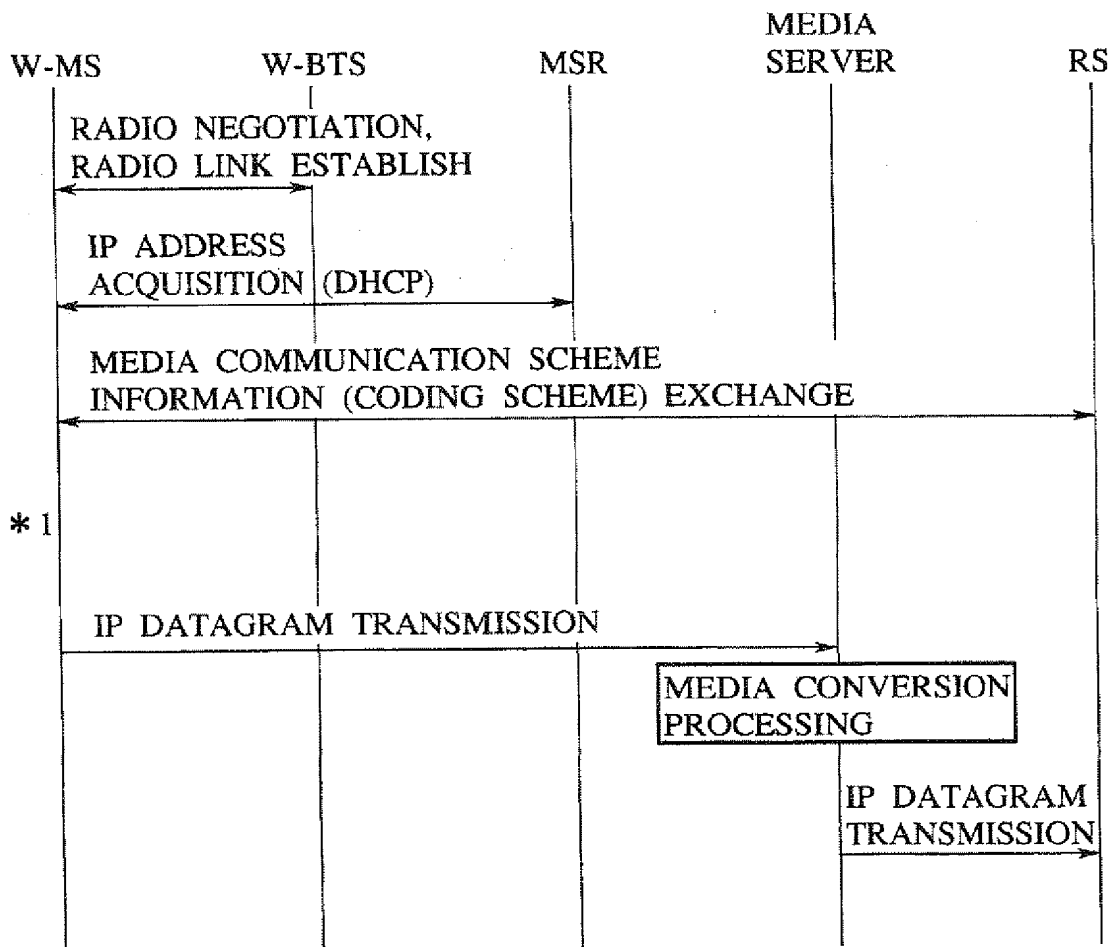 W-MS
W-BTS
MSR
MEDIA
SERVER
RS
RADIO NEGOTIATION,
RADIO LINK ESTABLISH
IP ADDRESS
ACQUISITION (DHCP)
MEDIA COMMUNICATION SCHEME
INFORMATION (CODING SCHEME) EXCHANGE
*1
IP DATAGRAM TRANSMISSION
MEDIA CONVERSION
PROCESSING
IP DATAGRAM
TRANSMISSION